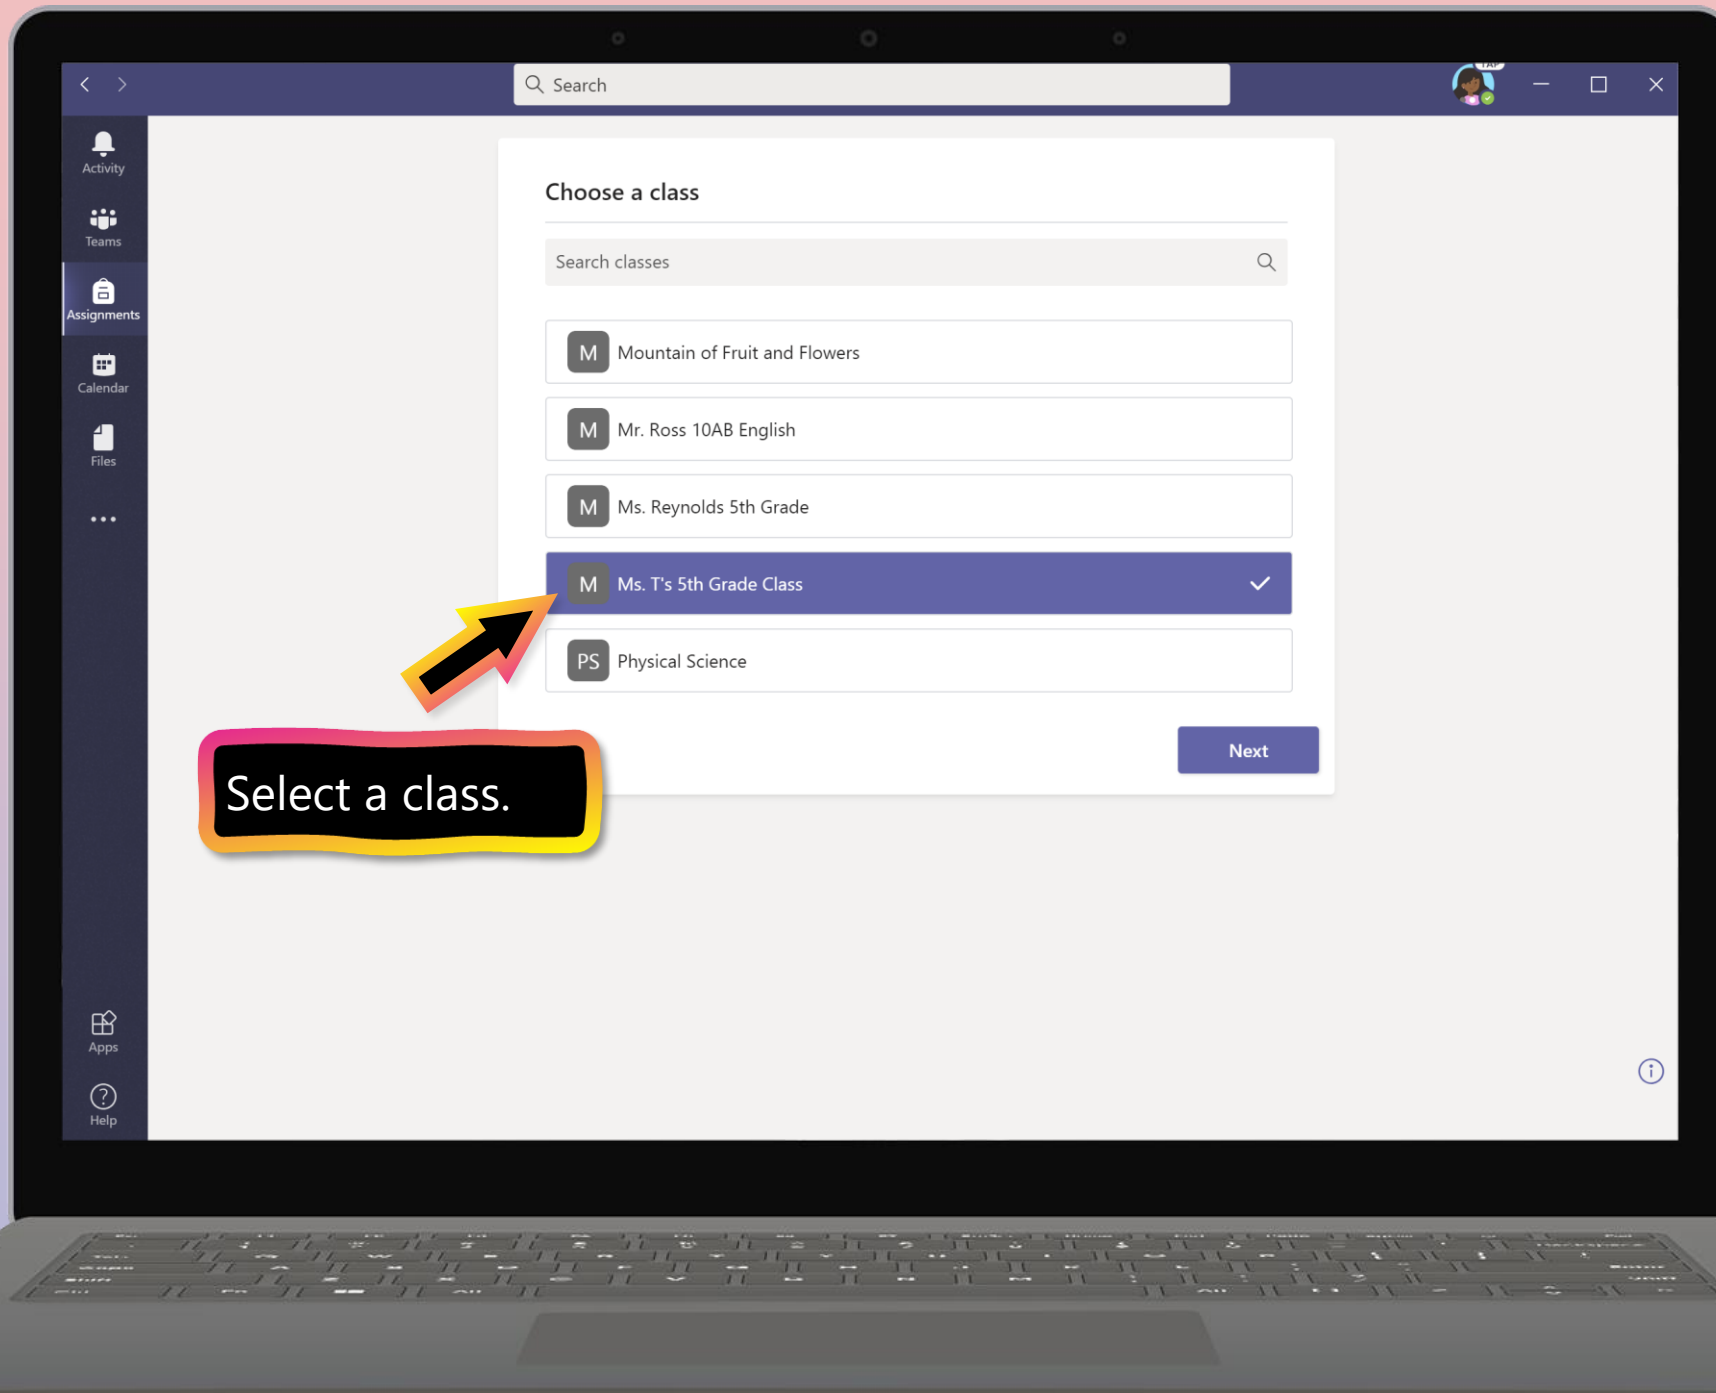 Search
TAP
Activity
Teams
Assignments
Calendar
Files
Choose a class
Search classes
M Mountain of Fruit and Flowers
M Mr. Ross 10AB English
M Ms. Reynolds 5th Grade
M Ms. T's 5th Grade Class
PS Physical Science
Next
Select a class.
Apps
Help